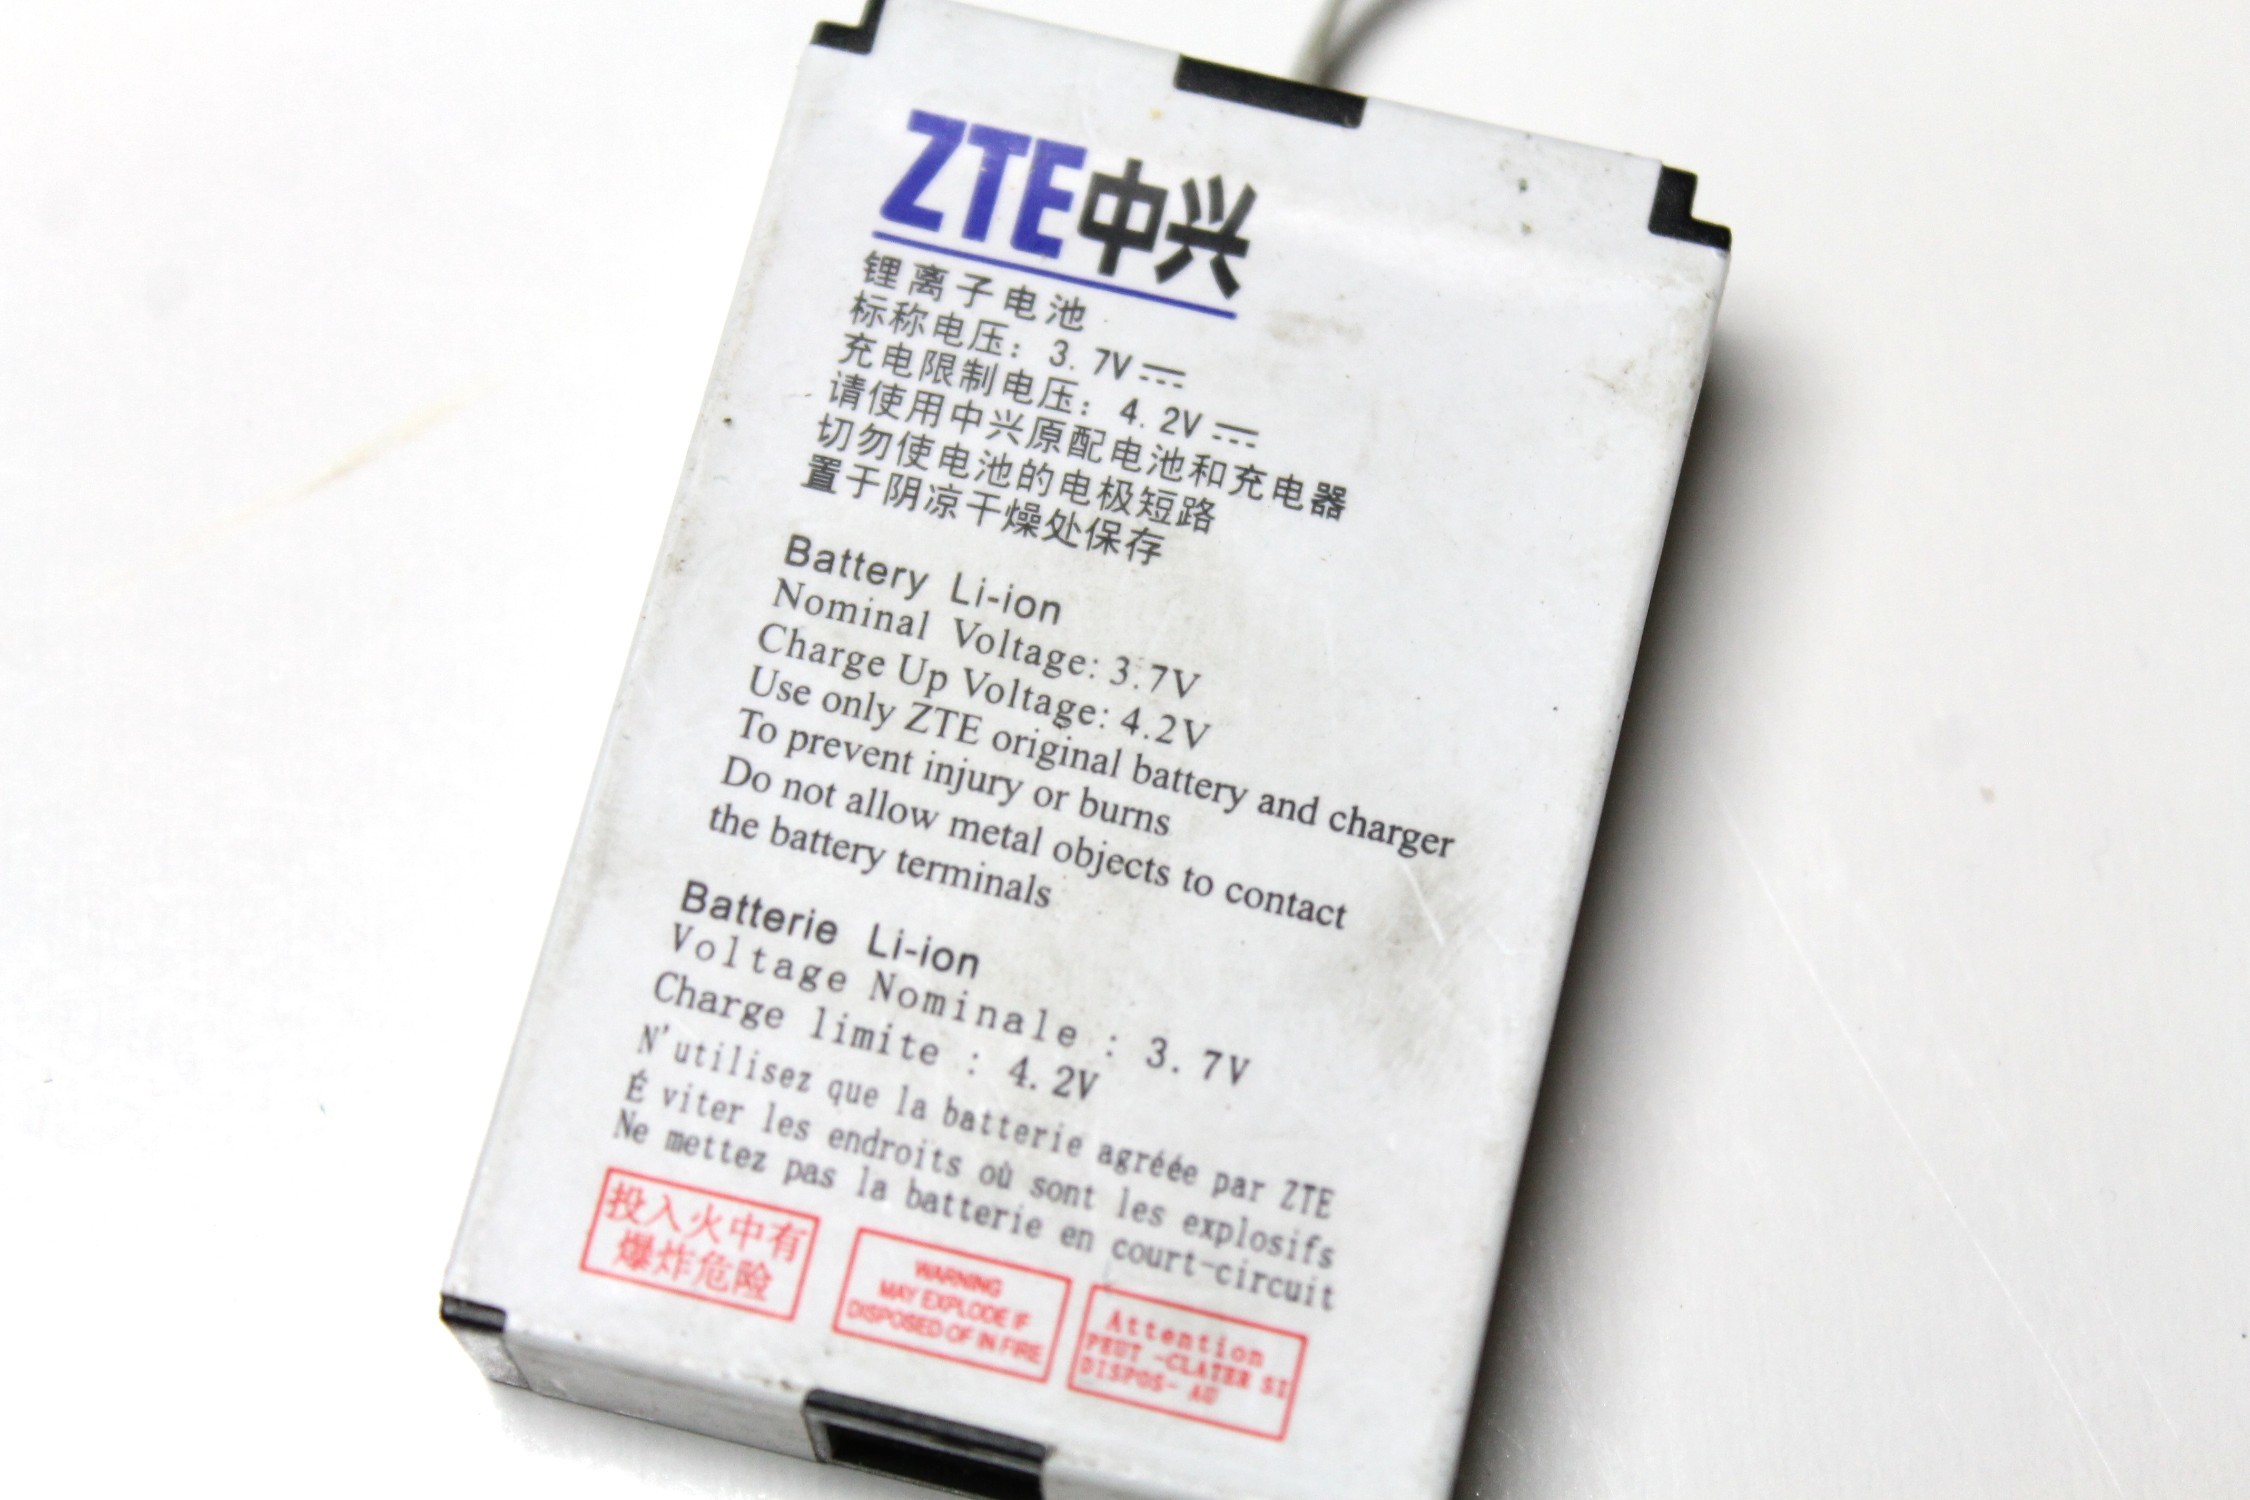 ZTE中兴
锂离子电池
标称电压: 3.7V
充电限制电压: 4.2V
请使用中兴原配电池和充电器
切勿使电池的电极短路
置于阴凉干燥处保存
Battery Li-ion
Nominal Voltage: 3.7V
Charge Up Voltage: 4.2V
Use only ZTE original battery and charger
To prevent injury or burns
Do not allow metal objects to contact
the battery terminals
Batterie Li-ion
Voltage Nominale : 3.7V
Charge limite : 4.2V
N'utilisez que la batterie agréée par ZTE
É viter les endroits où sont les explosifs
Ne mettez pas la batterie en court-circuit
投入火中有
爆炸危险
WARNING
MAY EXPLODE IF
DISPOSED OF IN FIRE
Attention
PEUT -CLATER SI
DISPOS- AU